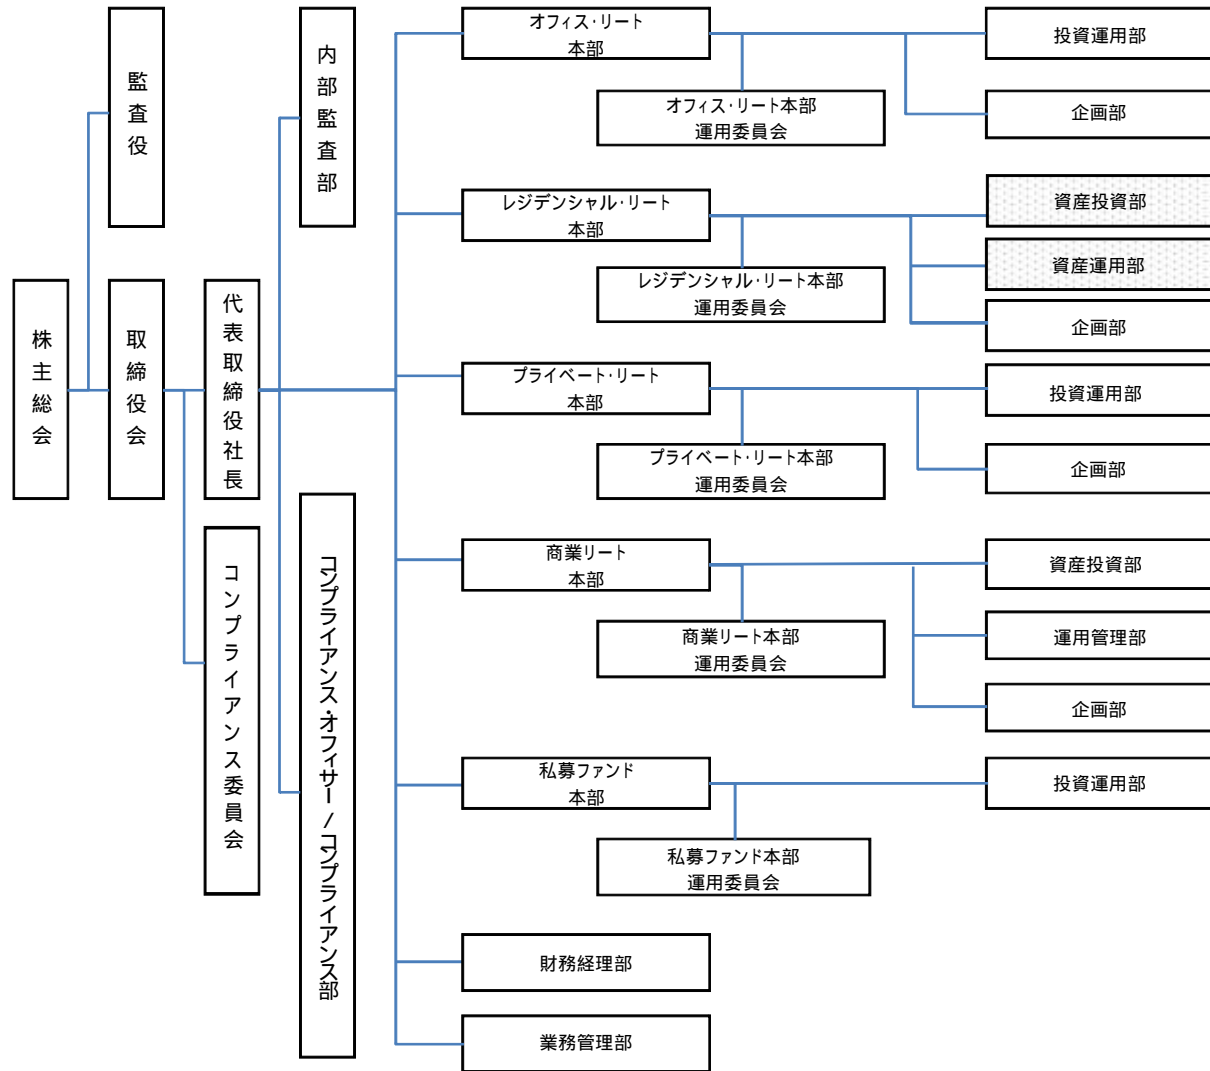 株主総会
監査役
取締役会
代表取締役社長
コンプライアンス委員会
内部監査部
コンプライアンス・オフィサー/コンプライアンス部
オフィス・リート
本部
オフィス・リート本部
運用委員会
投資運用部
企画部
レジデンシャル・リート
本部
レジデンシャル・リート本部
運用委員会
資産投資部
資産運用部
企画部
プライベート・リート
本部
プライベート・リート本部
運用委員会
投資運用部
企画部
商業リート
本部
商業リート本部
運用委員会
資産投資部
運用管理部
企画部
私募ファンド
本部
私募ファンド本部
運用委員会
投資運用部
財務経理部
業務管理部